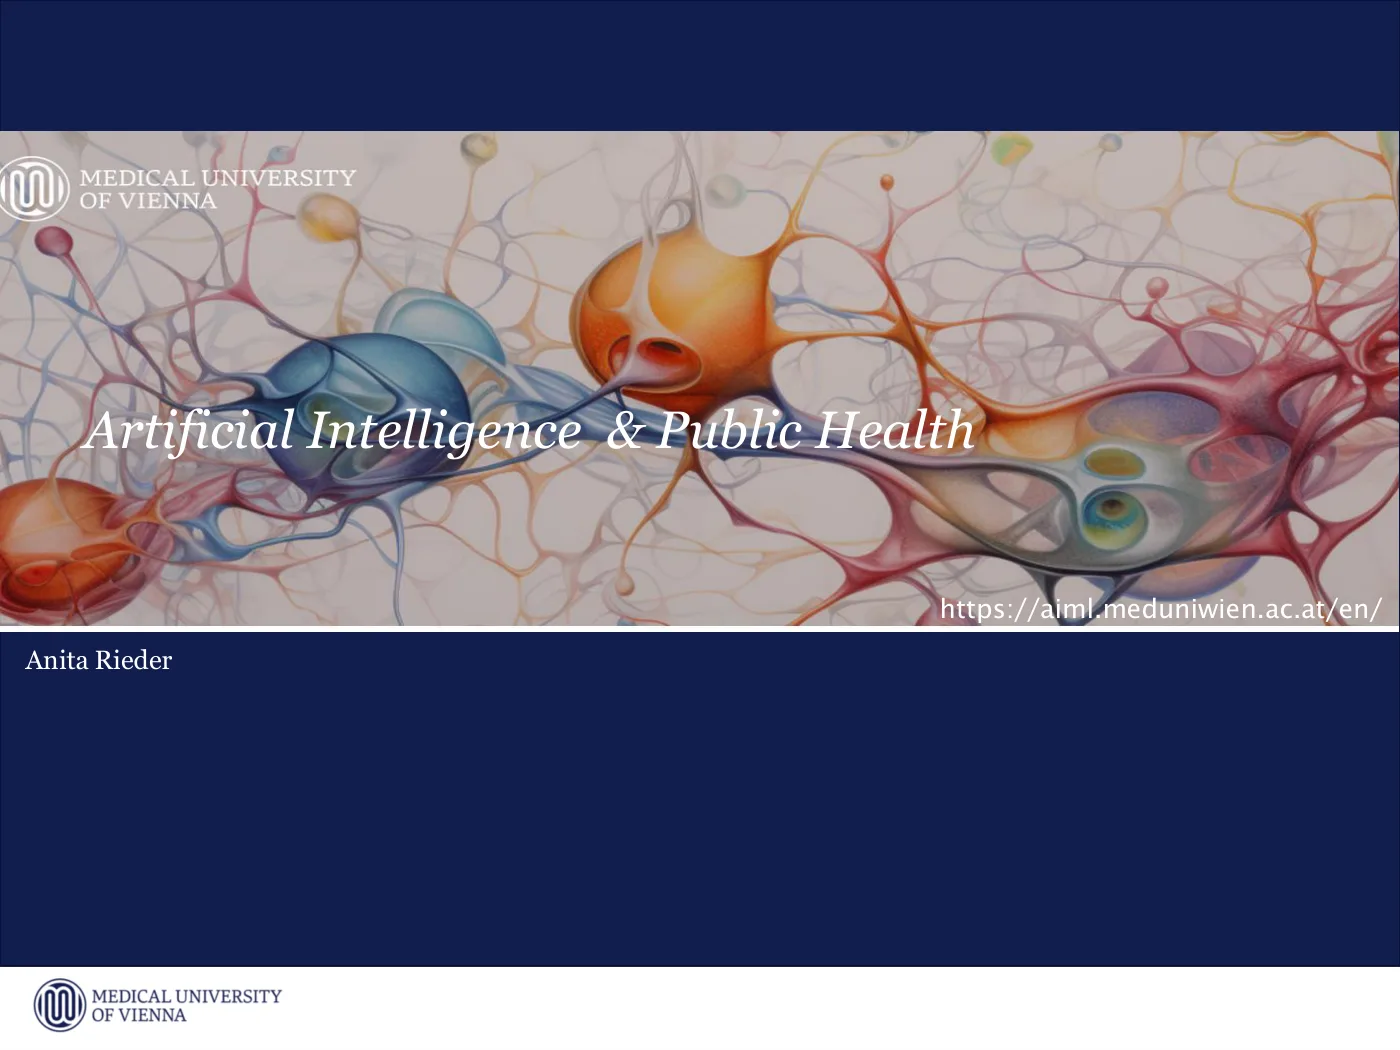 MEDICAL UNIVERSITY
OF VIENNA
Artificial Intelligence & Public Health
https://aiml.meduniwien.ac.at/en/
Anita Rieder
MEDICAL UNIVERSITY
OF VIENNA